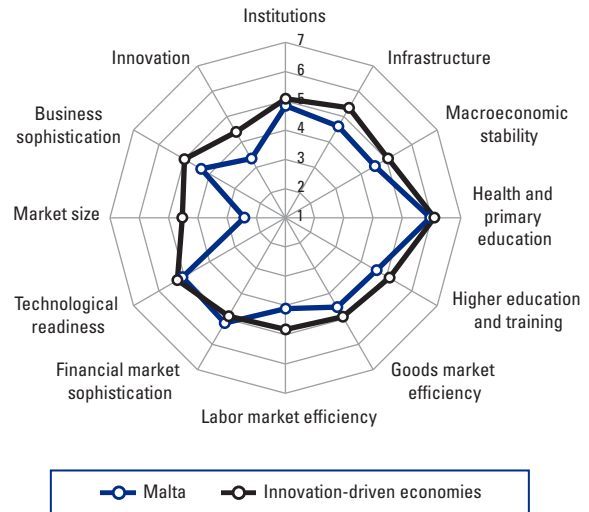 Institutions
7
6
5
4
3
2
1
Innovation
Infrastructure
Business
sophistication
Macroeconomic
stability
Market size
Health and
primary
education
Technological
readiness
Higher education
and training
Financial market
sophistication
Goods market
efficiency
Labor market efficiency
Malta
Innovation-driven economies